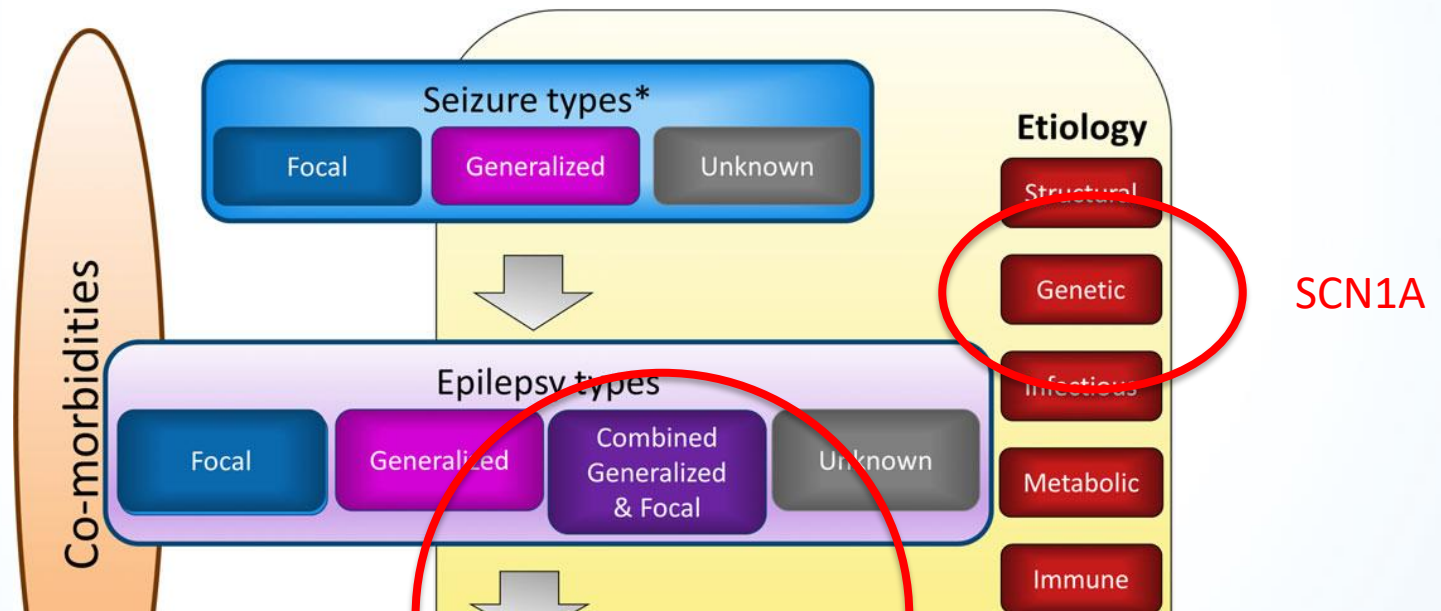 Seizure types*
Focal
Generalized
Unknown
Etiology
Structural
Genetic
SCN1A
Infectious
Metabolic
Immune
Co-morbidities
Epilepsy types
Focal
Generalized
Combined
Generalized
& Focal
Unknown